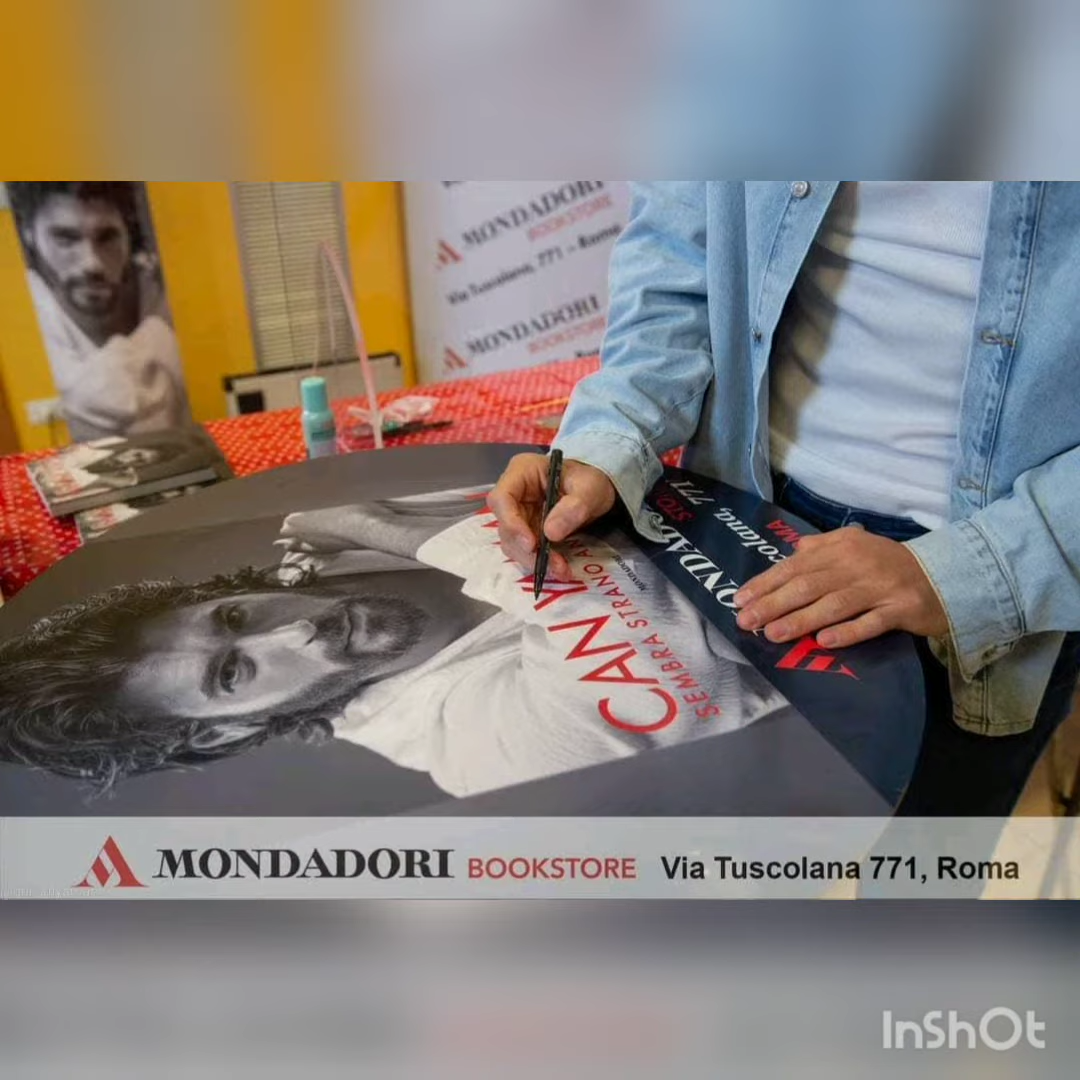 MONDADORI
BOOKSTORE
Via Tuscolana, 771 - Roma
MONDADORI
BOOKSTORE
CAN
SEMBRA STRANO
MONDADORI
771
MONDADORI BOOKSTORE Via Tuscolana 771, Roma
InShOt